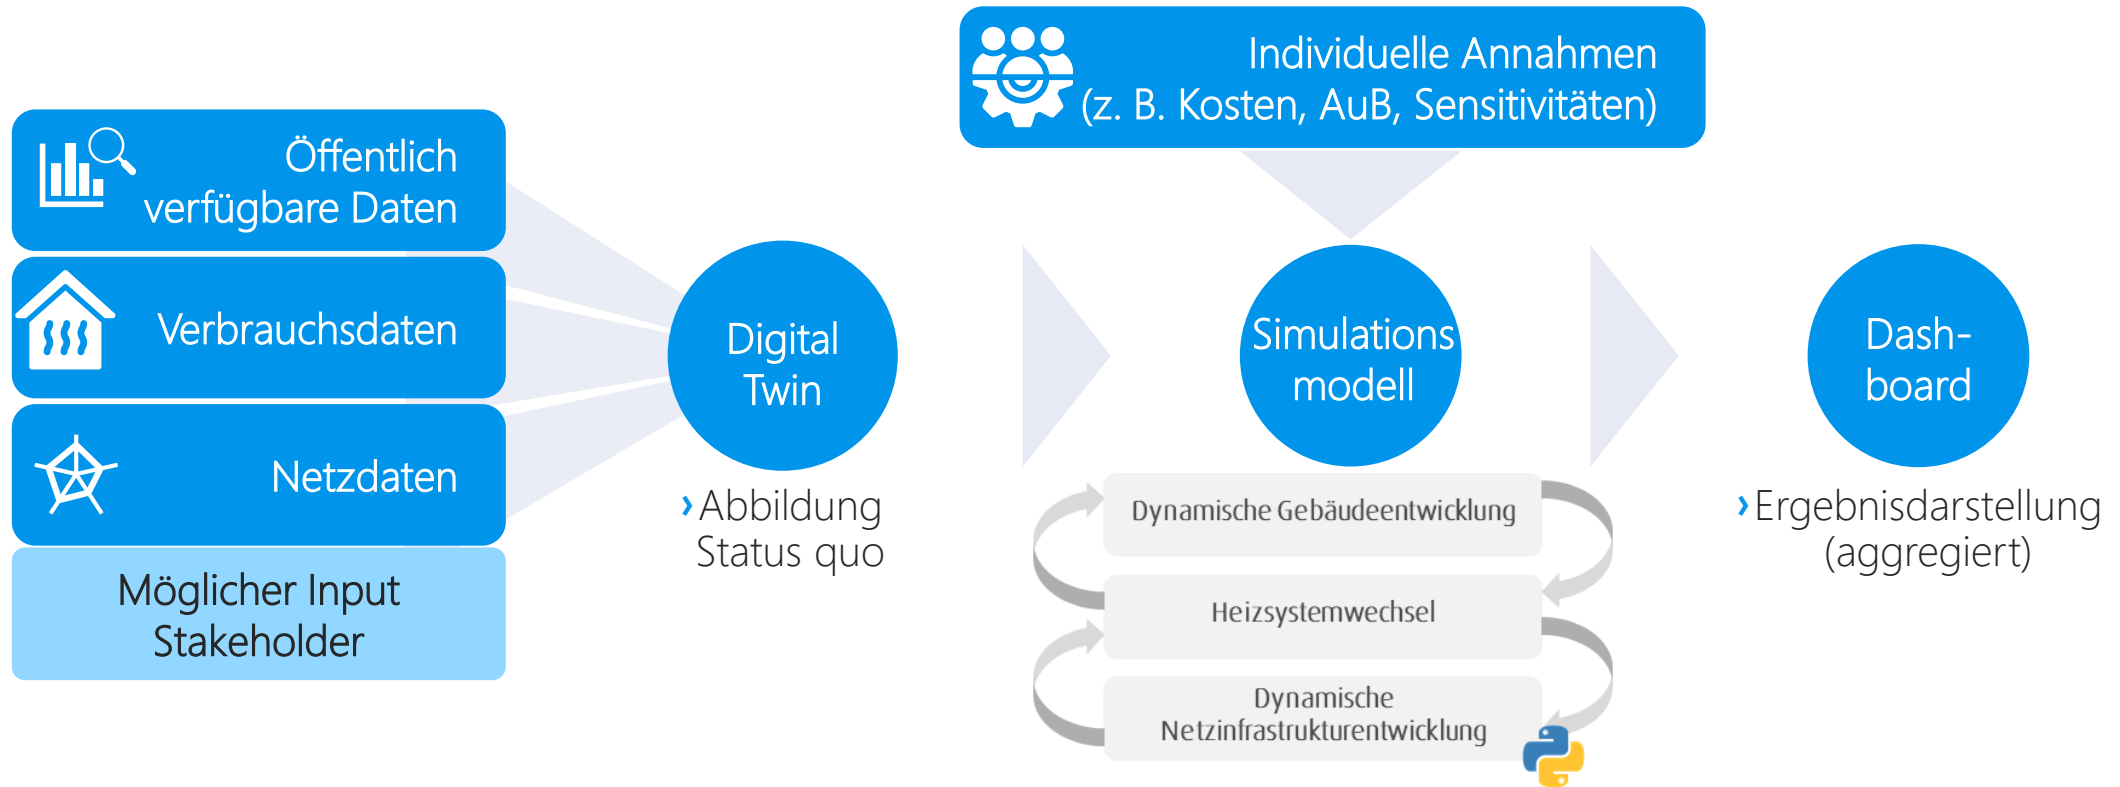 Individuelle Annahmen
(z. B. Kosten, AuB, Sensitivitäten)
Öffentlich
verfügbare Daten
Verbrauchsdaten
Netzdaten
Möglicher Input
Stakeholder
Digital
Twin
› Abbildung
Status quo
Simulations
modell
Dynamische Gebäudeentwicklung
Heizsystemwechsel
Dynamische
Netzinfrastrukturentwicklung
Dash-
board
› Ergebnisdarstellung
(aggregiert)